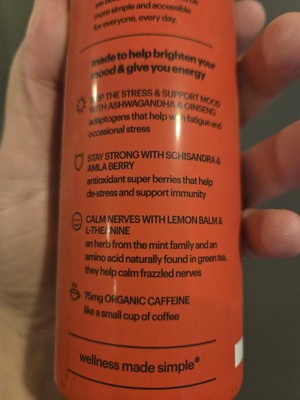 more simple and accessible
for everyone, every day.
made to help brighten your
mood & give you energy
THE STRESS & SUPPORT MOOD
WITH ASHWAGANDHA & GINSENG
adaptogens that help with fatigue and
occasional stress
STAY STRONG WITH SCHISANDRA &
AMLA BERRY
antioxidant super berries that help
de-stress and support immunity
CALM NERVES WITH LEMON BALM &
L-THEANINE
an herb from the mint family and an
amino acid naturally found in green tea,
they help calm frazzled nerves
75mg ORGANIC CAFFEINE
like a small cup of coffee
wellness made simple®